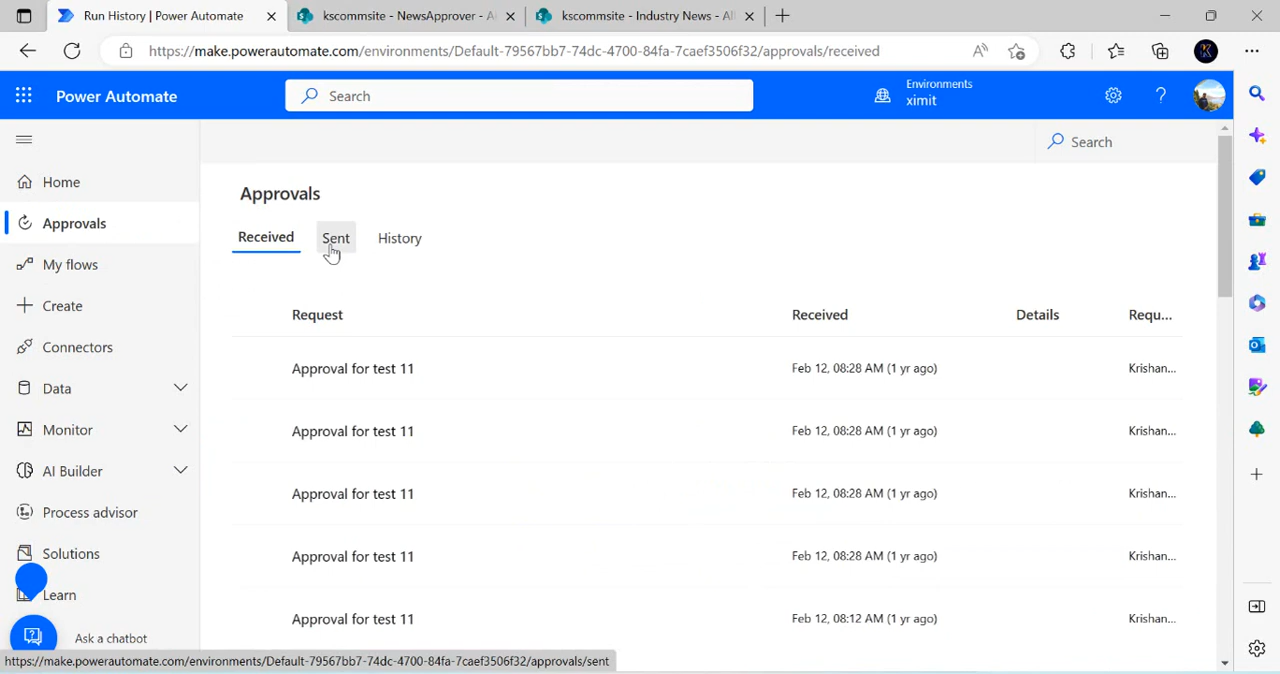 Run History | Power Automate
kscommsite - NewsApprover - A
kscommsite - Industry News - All
https://make.powerautomate.com/environments/Default-79567bb7-74dc-4700-84fa-7caef3506f32/approvals/received
Power Automate
Search
Environments
ximit
Search
Home
Approvals
My flows
Create
Connectors
Data
Monitor
AI Builder
Process advisor
Solutions
Learn
Ask a chatbot
Approvals
Received Sent History
Request Received Details Requ...
Approval for test 11 Feb 12, 08:28 AM (1 yr ago) Krishan...
Approval for test 11 Feb 12, 08:28 AM (1 yr ago) Krishan...
Approval for test 11 Feb 12, 08:28 AM (1 yr ago) Krishan...
Approval for test 11 Feb 12, 08:28 AM (1 yr ago) Krishan...
Approval for test 11 Feb 12, 08:12 AM (1 yr ago) Krishan...
https://make.powerautomate.com/environments/Default-79567bb7-74dc-4700-84fa-7caef3506f32/approvals/sent